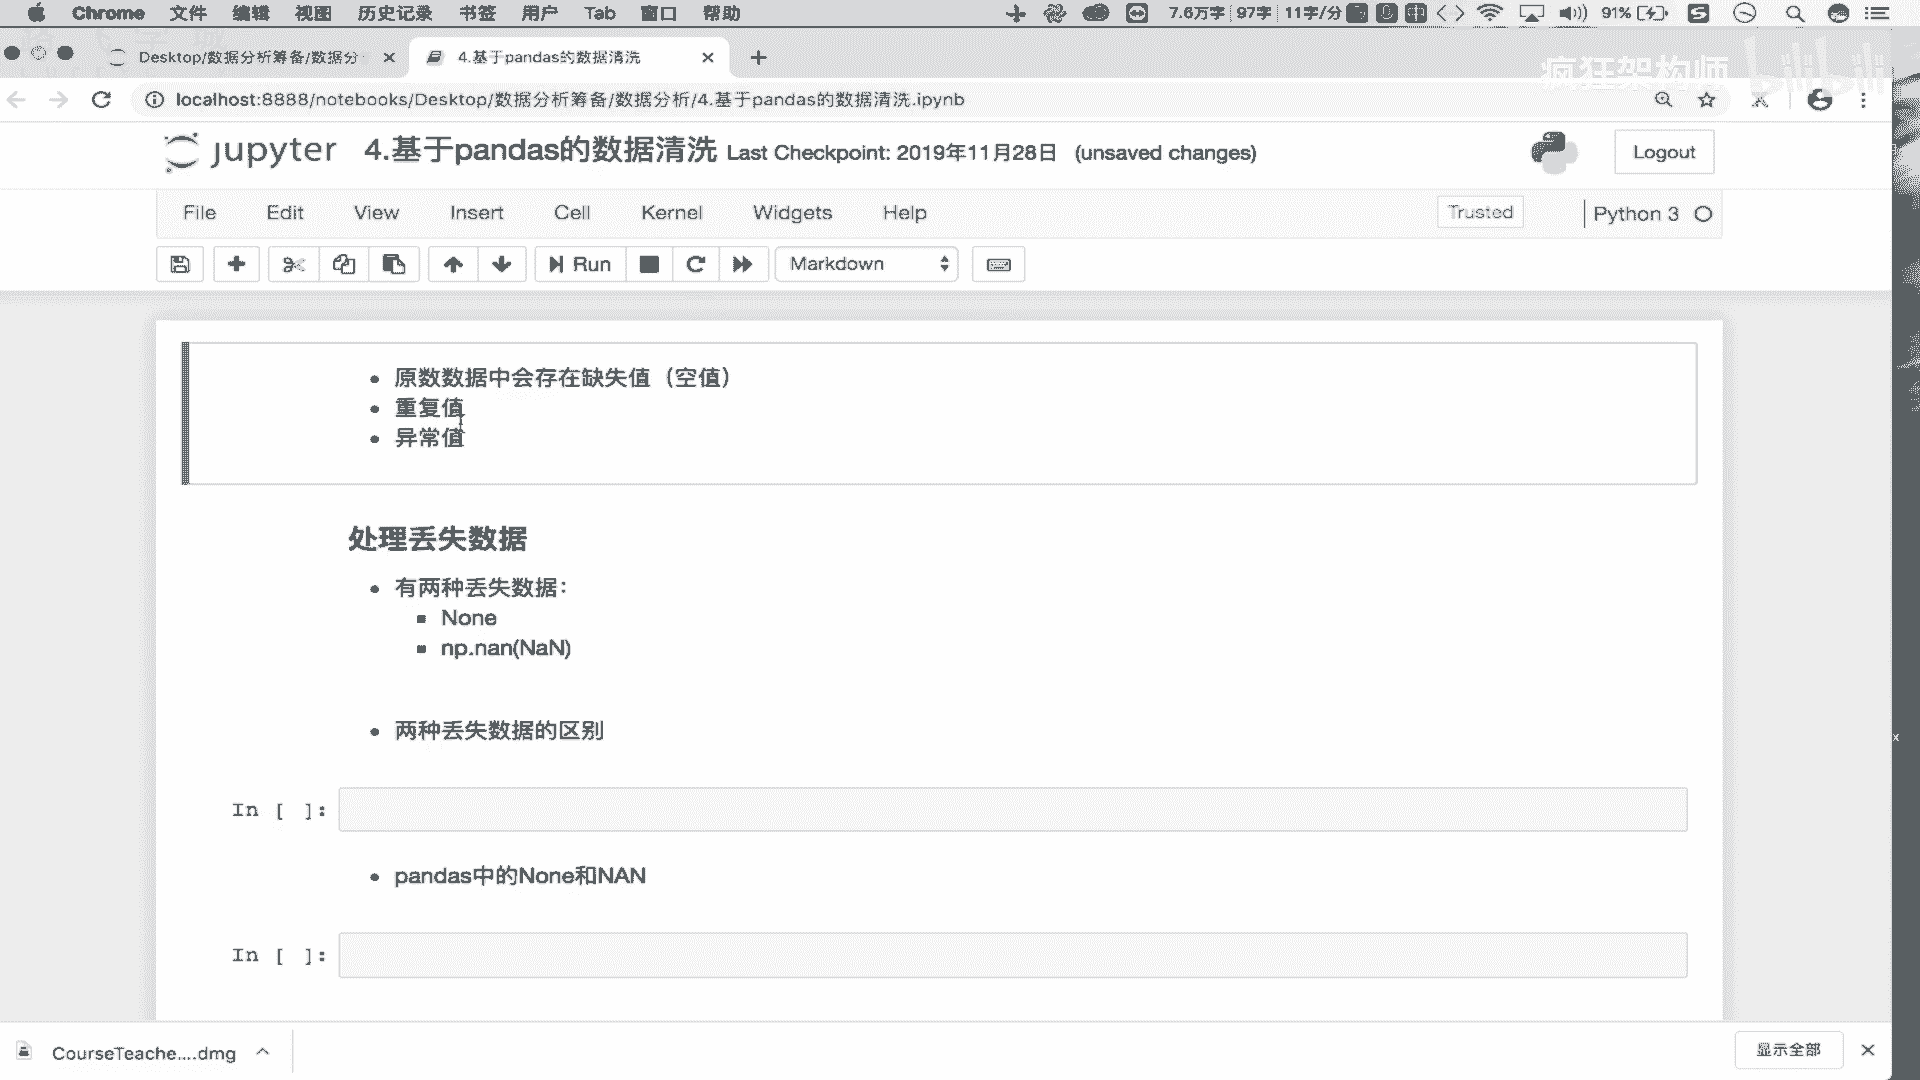 Chrome 文件 编辑 视图 历史记录 书签 用户 Tab 窗口 帮助 7.6万字 97字 11字/分 中 91%
Desktop/数据分析筹备/数据分 4.基于pandas的数据清洗
疯狂架构师 bilibili
localhost:8888/notebooks/Desktop/数据分析筹备/数据分析/4.基于pandas的数据清洗.ipynb
jupyter 4.基于pandas的数据清洗 Last Checkpoint: 2019年11月28日 (unsaved changes) Logout
File Edit View Insert Cell Kernel Widgets Help Trusted Python 3
Run Markdown
原数数据中会存在缺失值（空值）
重复值
异常值
处理丢失数据
有两种丢失数据：
None
np.nan(NaN)
两种丢失数据的区别
In [ ]:
pandas中的None和NAN
In [ ]:
CourseTeache....dmg 显示全部